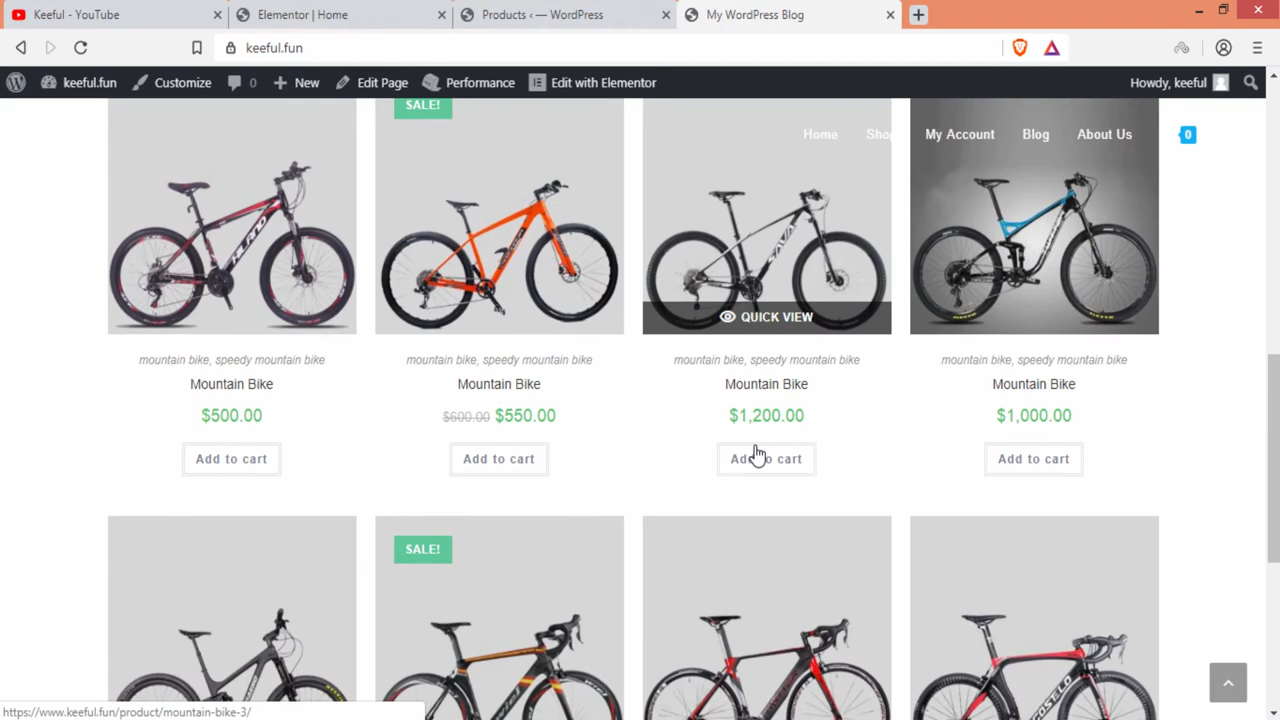 Keeful - YouTube
Elementor | Home
Products ‹ — WordPress
My WordPress Blog
keeful.fun
keeful.fun
Customize
0
New
Edit Page
Performance
Edit with Elementor
Howdy, keeful
SALE!
Home
Shop
My Account
Blog
About Us
0
HILAND
SAVA
QUICK VIEW
mountain bike, speedy mountain bike
mountain bike, speedy mountain bike
mountain bike, speedy mountain bike
mountain bike, speedy mountain bike
Mountain Bike
Mountain Bike
Mountain Bike
Mountain Bike
$500.00
$600.00 $550.00
$1,200.00
$1,000.00
Add to cart
Add to cart
Add to cart
Add to cart
SALE!
COSTELO
https://www.keeful.fun/product/mountain-bike-3/